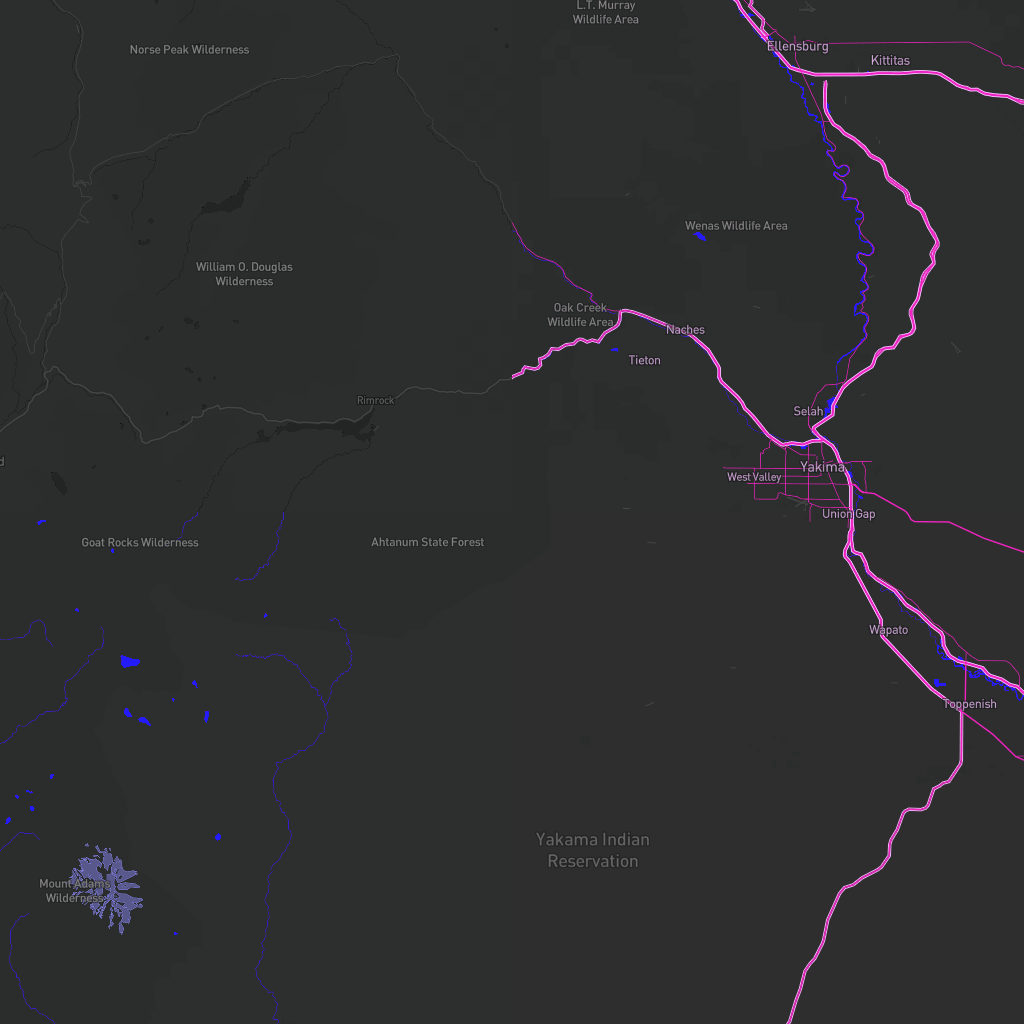 L.T. Murray
Wildlife Area
Norse Peak Wilderness
Ellensburg
Kittitas
Wenas Wildlife Area
William O. Douglas
Wilderness
Oak Creek
Wildlife Area
Naches
Tieton
Rimrock
Selah
d
Yakima
West Valley
Union Gap
Goat Rocks Wilderness
Ahtanum State Forest
Wapato
Toppenish
Yakama Indian
Reservation
Mount Adams
Wilderness